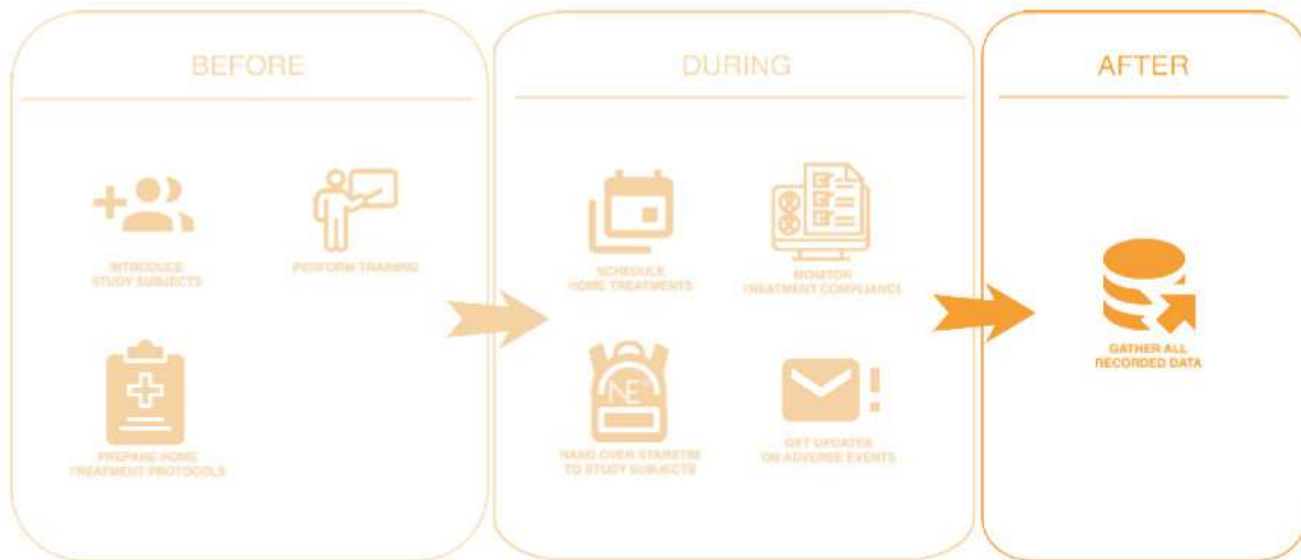 BEFORE
DURING
AFTER
INTRODUCE
STUDY SUBJECTS
PERFORM TRAINING
PREPARE HOME
TREATMENT PROTOCOLS
SCHEDULE
HOME TREATMENTS
MONITOR
TREATMENT COMPLIANCE
NE
HAND OVER STARSTIM
TO STUDY SUBJECTS
GET UPDATES
ON ADVERSE EVENTS
GATHER ALL
RECORDED DATA